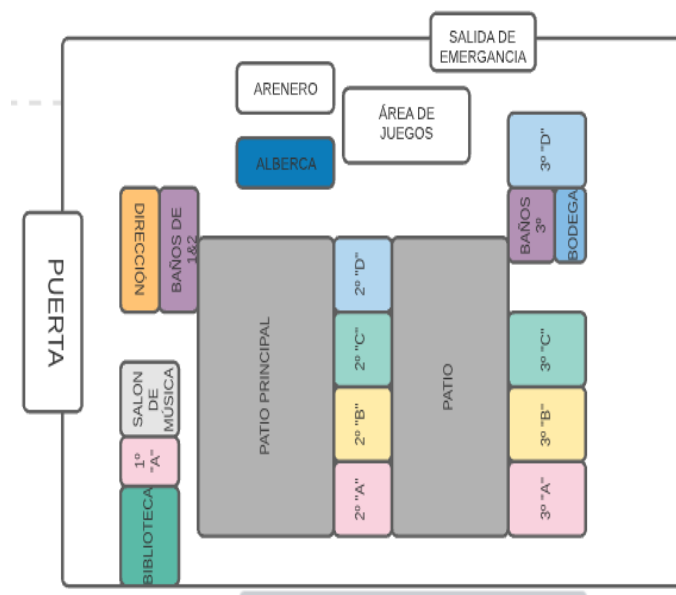 SALIDA DE
EMERGANCIA
ARENERO
ÁREA DE
JUEGOS
ALBERCA
3º "D"
BAÑOS
3º
BODEGA
DIRECCIÓN
BAÑOS DE
1&2
PUERTA
PATIO PRINCIPAL
2º "D"
2º "C"
2º "B"
2º "A"
PATIO
3º "C"
3º "B"
3º "A"
SALON
DE
MÚSICA
1º
"A"
BIBLIOTECA